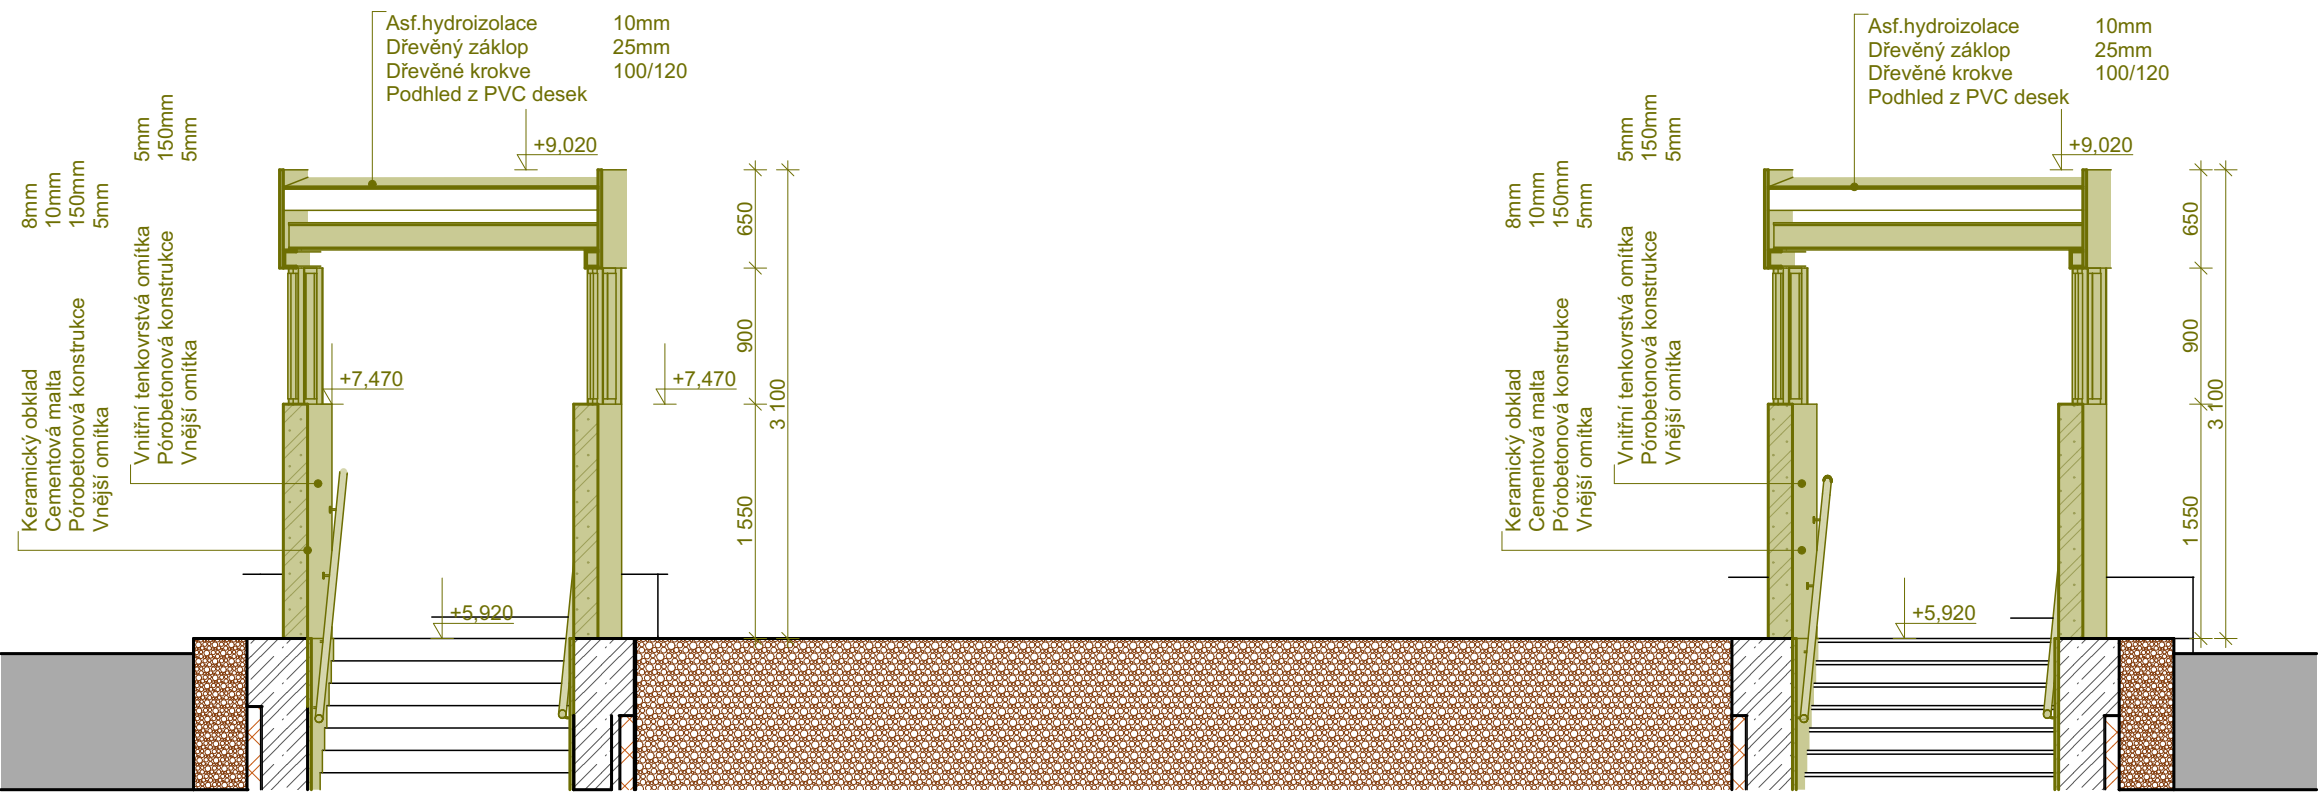 Asf.hydroizolace 10mm
Dřevěný záklop 25mm
Dřevěné krokve 100/120
Podhled z PVC desek
+9,020
Keramický obklad 8mm
Cementová malta 10mm
Pórobetonová konstrukce 150mm
Vnější omítka 5mm
Vnitřní tenkovrstvá omítka 5mm
Pórobetonová konstrukce 150mm
Vnější omítka 5mm
+7,470
+7,470
+5,920
650
900
1 550
3 100
Asf.hydroizolace 10mm
Dřevěný záklop 25mm
Dřevěné krokve 100/120
Podhled z PVC desek
+9,020
Keramický obklad 8mm
Cementová malta 10mm
Pórobetonová konstrukce 150mm
Vnější omítka 5mm
Vnitřní tenkovrstvá omítka 5mm
Pórobetonová konstrukce 150mm
Vnější omítka 5mm
+5,920
650
900
1 550
3 100